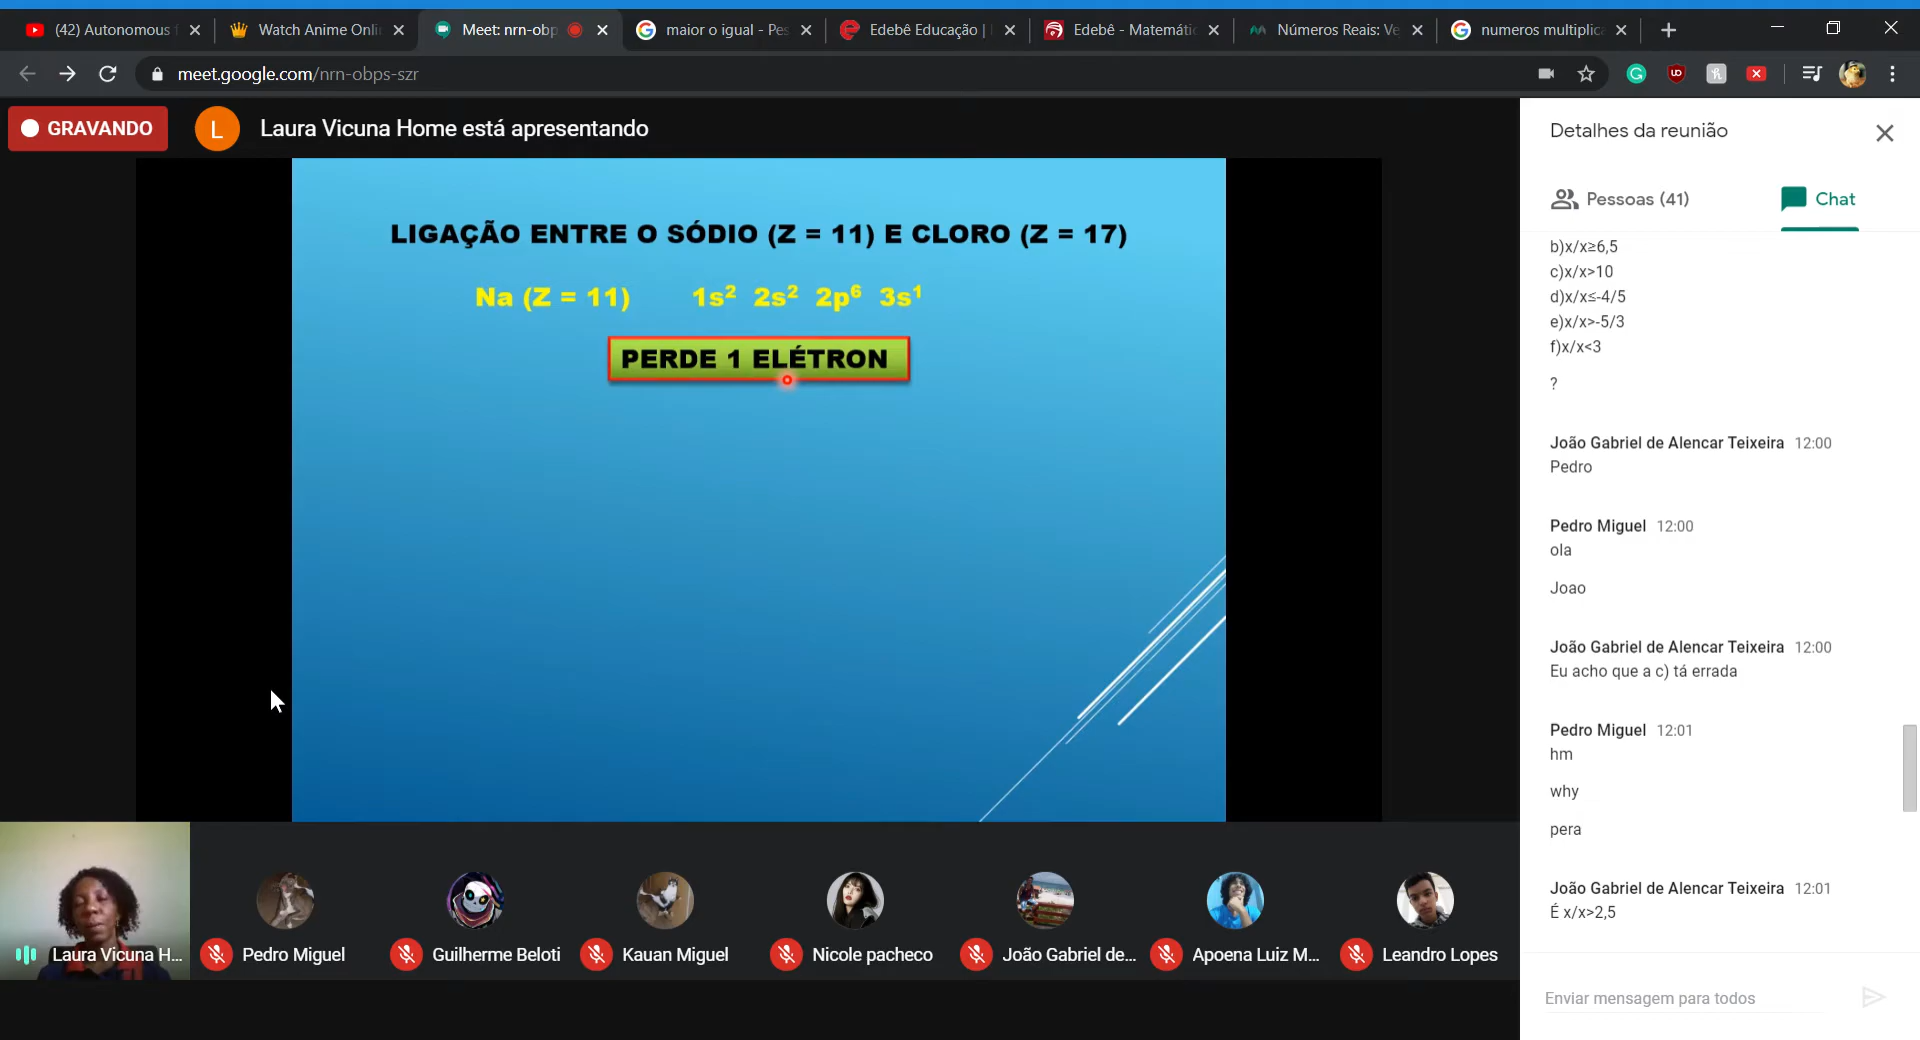 (42) Autonomous
Watch Anime Onli
Meet: nrn-obp
maior o igual - Pes
Edebê Educação |
Edebê - Matemátic
Números Reais: Ve
numeros multiplica
meet.google.com/nrn-obps-szr
GRAVANDO
L
Laura Vicuna Home está apresentando
LIGAÇÃO ENTRE O SÓDIO (Z = 11) E CLORO (Z = 17)
Na (Z = 11) 1s² 2s² 2p⁶ 3s¹
PERDE 1 ELÉTRON
Laura Vicuna H...
Pedro Miguel
Guilherme Beloti
Kauan Miguel
Nicole pacheco
João Gabriel de...
Apoena Luiz M...
Leandro Lopes
Detalhes da reunião
Pessoas (41)
Chat
b)x/x≥6,5
c)x/x>10
d)x/x≤-4/5
e)x/x>-5/3
f)x/x<3
?
João Gabriel de Alencar Teixeira 12:00
Pedro
Pedro Miguel 12:00
ola
Joao
João Gabriel de Alencar Teixeira 12:00
Eu acho que a c) tá errada
Pedro Miguel 12:01
hm
why
pera
João Gabriel de Alencar Teixeira 12:01
É x/x>2,5
Enviar mensagem para todos